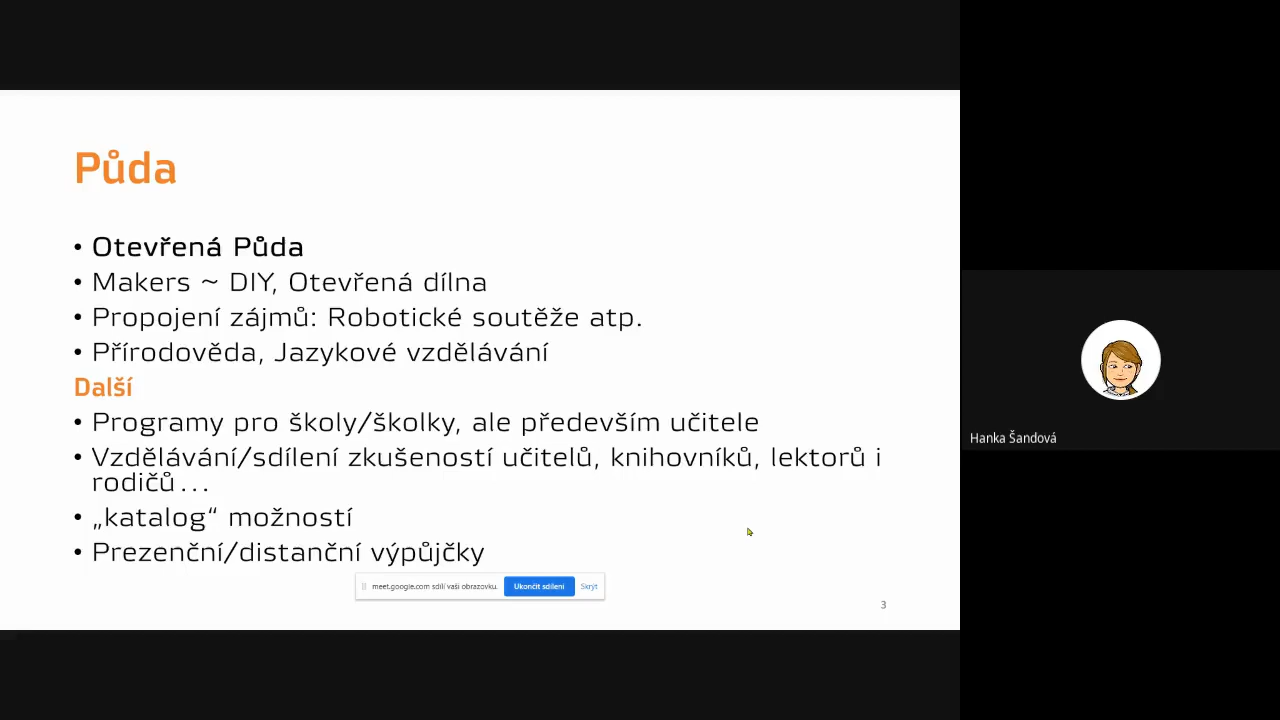 Půda
• Otevřená Půda
• Makers ~ DIY, Otevřená dílna
• Propojení zájmů: Robotické soutěže atp.
• Přírodověda, Jazykové vzdělávání
Další
• Programy pro školy/školky, ale především učitele
• Vzdělávání/sdílení zkušeností učitelů, knihovníků, lektorů i
rodičů...
• „katalog“ možností
• Prezenční/distanční výpůjčky
meet.google.com sdílí vaši obrazovku. Ukončit sdílení Skrýt
3
Hanka Šandová